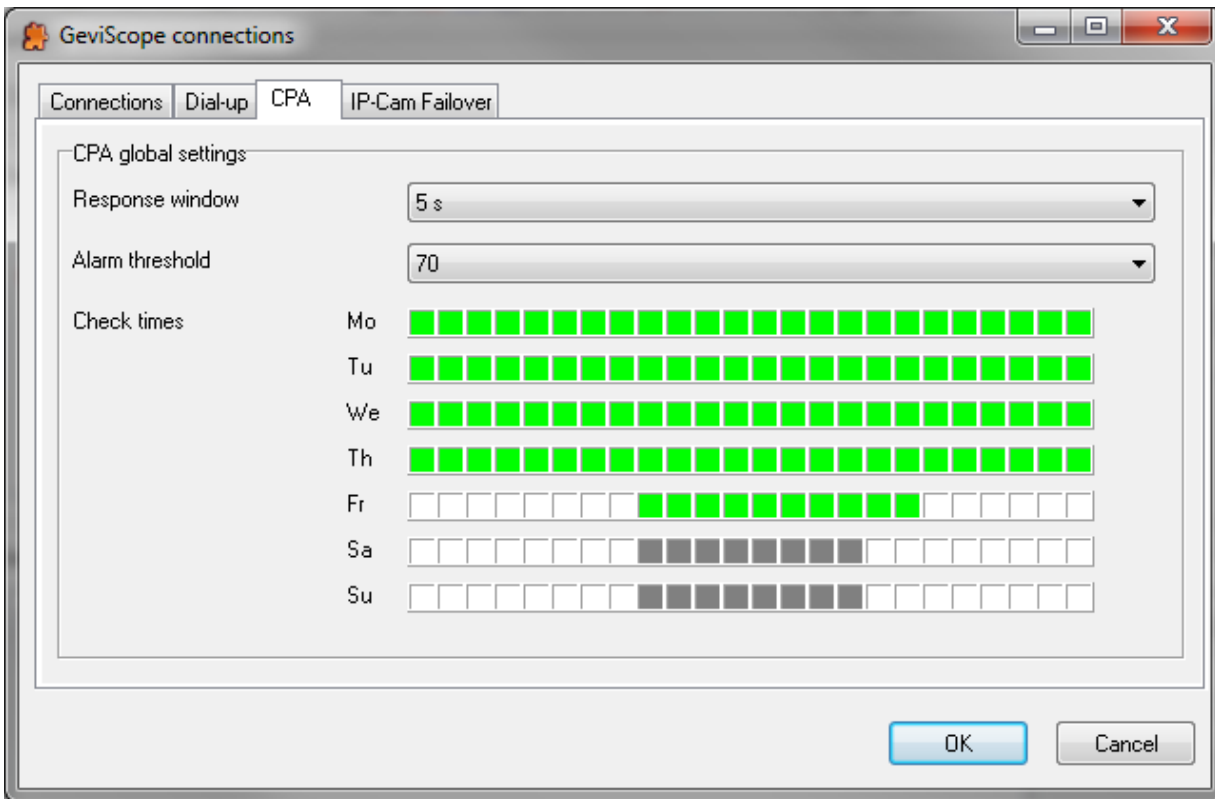 GeviScope connections
Connections Dial-up CPA IP-Cam Failover
CPA global settings
Response window 5 s
Alarm threshold 70
Check times Mo
Tu
We
Th
Fr
Sa
Su
OK Cancel